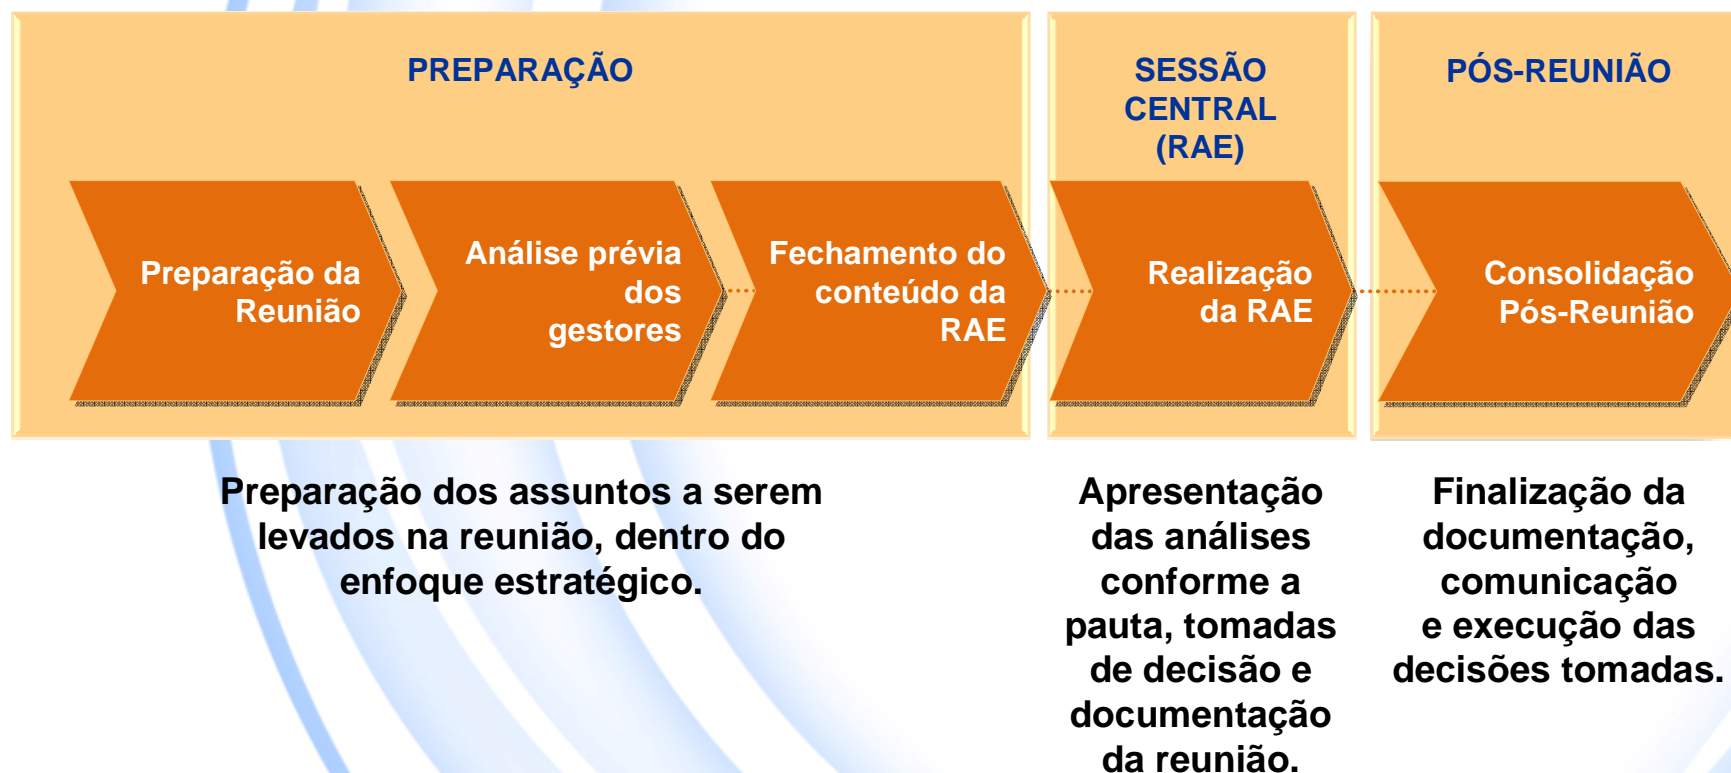 PREPARAÇÃO
SESSÃO
CENTRAL
(RAE)
PÓS-REUNIÃO
Preparação da
Reunião
Análise prévia
dos
gestores
Fechamento do
conteúdo da
RAE
Realização
da RAE
Consolidação
Pós-Reunião
Preparação dos assuntos a serem
levados na reunião, dentro do
enfoque estratégico.
Apresentação
das análises
conforme a
pauta, tomadas
de decisão e
documentação
da reunião.
Finalização da
documentação,
comunicação
e execução das
decisões tomadas.